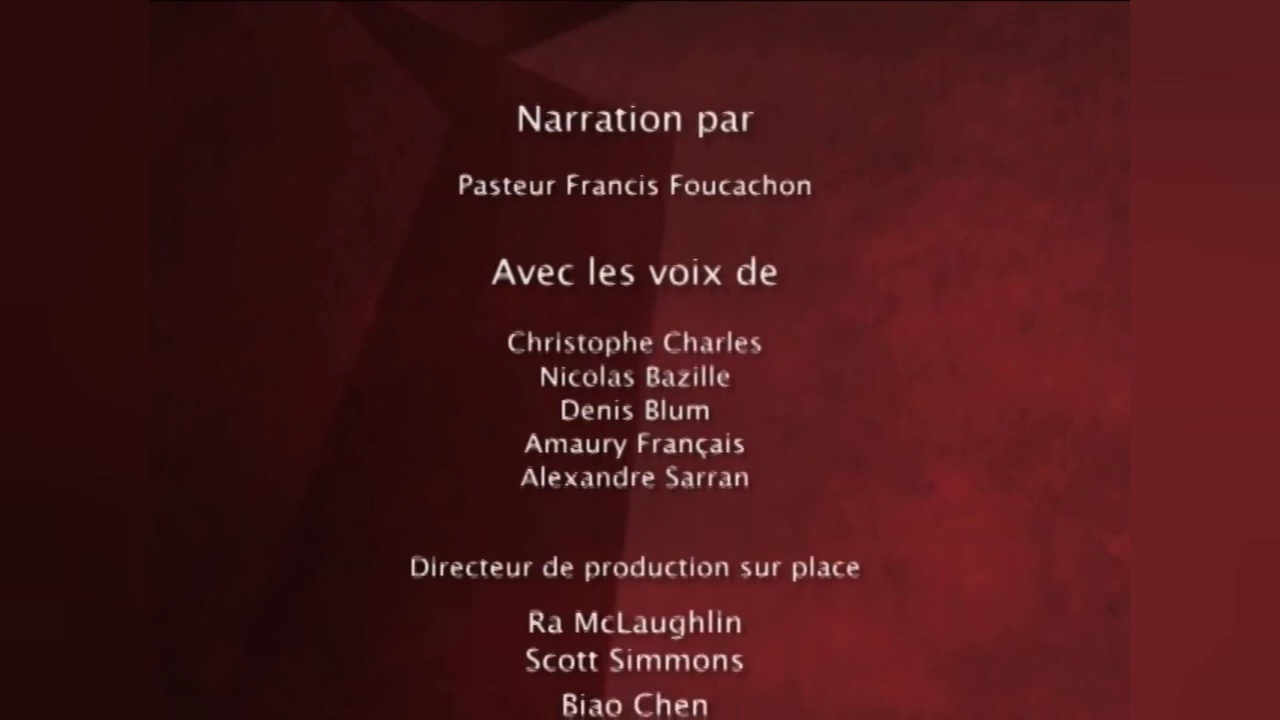 Narration par
Pasteur Francis Foucachon
Avec les voix de
Christophe Charles
Nicolas Bazille
Denis Blum
Amaury Français
Alexandre Sarran
Directeur de production sur place
Ra McLaughlin
Scott Simmons
Biao Chen